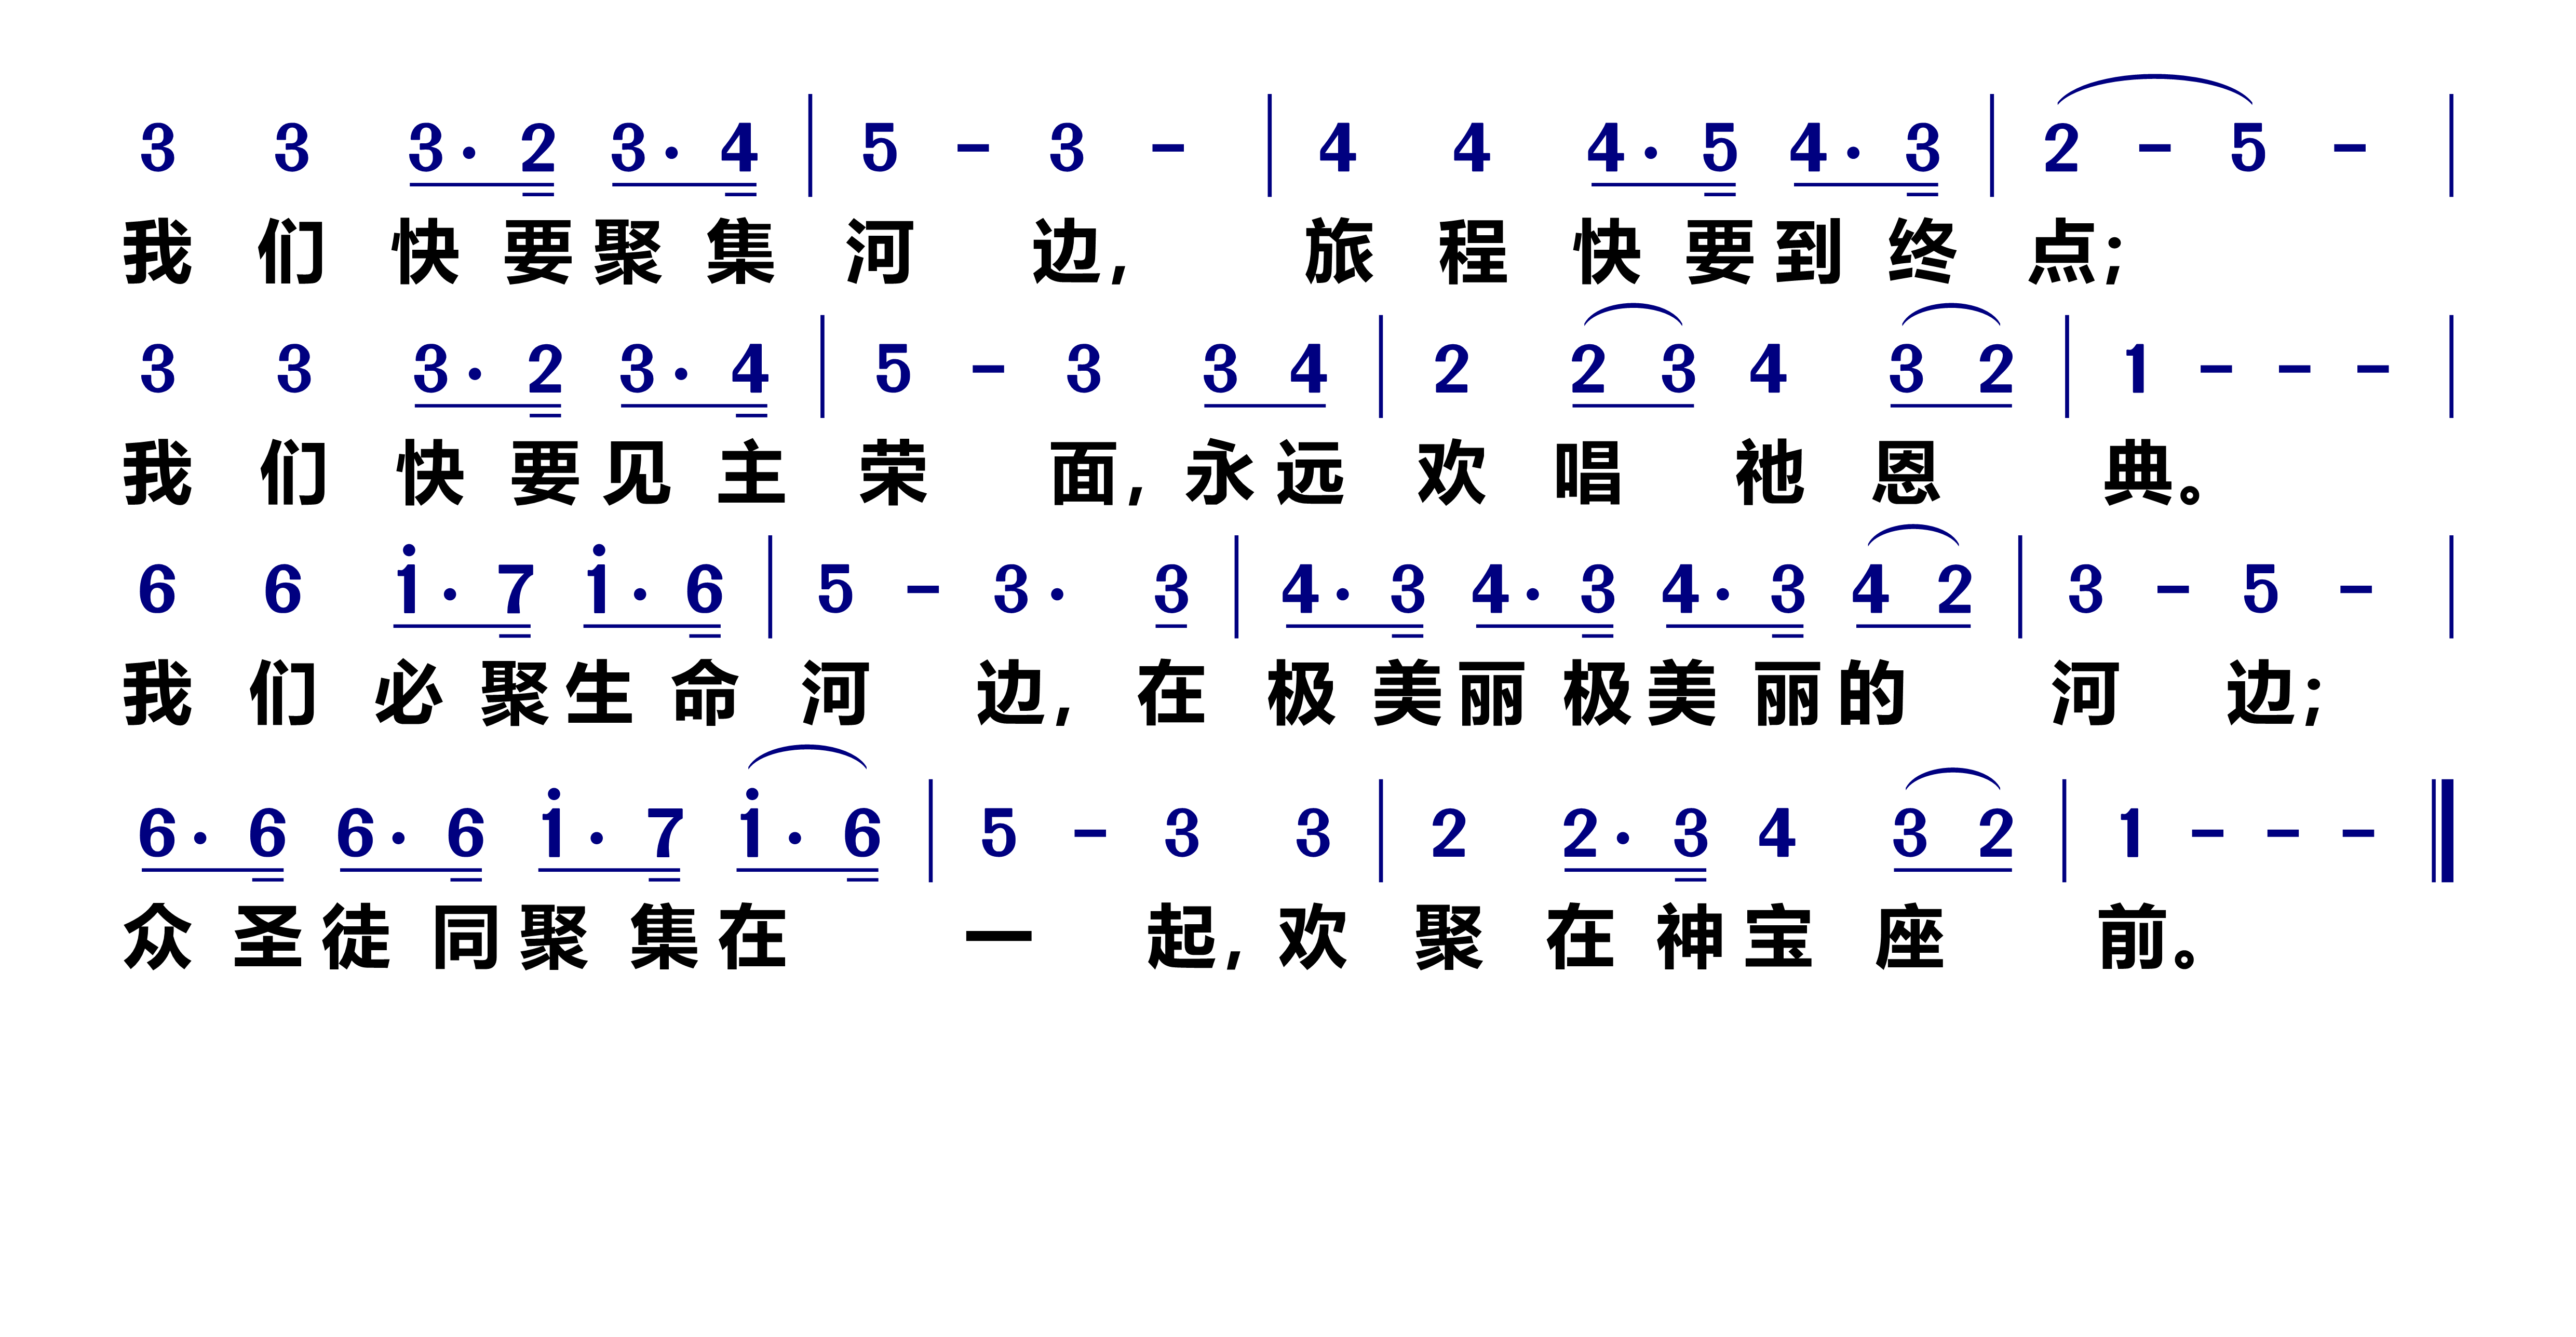 3 3 3· 2 3· 4 | 5 – 3 – | 4 4 4· 5 4· 3 | 2 – 5 – |
我们快要聚集河边，旅程快要到终点；
3 3 3· 2 3· 4 | 5 – 3 3 4 | 2 2 3 4 3 2 | 1 – – – |
我们快要见主荣面，永远欢唱祂恩典。
6 6 i· 7 i· 6 | 5 – 3· 3 | 4· 3 4· 3 4· 3 4 2 | 3 – 5 – |
我们必聚生命河边，在极美丽极美丽的河边；
6· 6 6· 6 i· 7 i· 6 | 5 – 3 3 | 2 2· 3 4 3 2 | 1 – – – ‖
众圣徒同聚集在一起，欢聚在神宝座前。